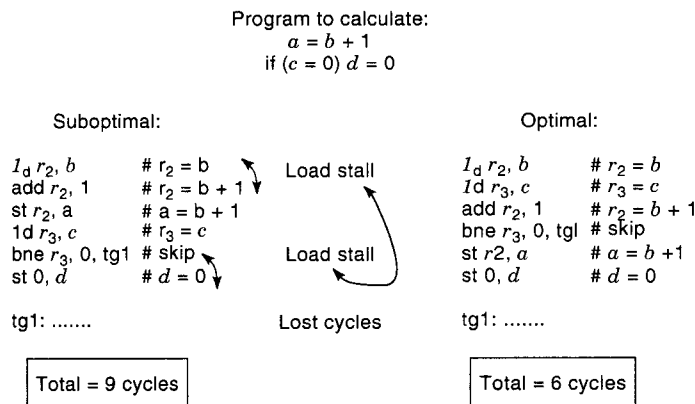 Program to calculate:
a = b + 1
if (c = 0) d = 0
Suboptimal:
1d r2, b # r2 = b
add r2, 1 # r2 = b + 1
st r2, a # a = b + 1
1d r3, c # r3 = c
bne r3, 0, tg1 # skip
st 0, d # d = 0
tg1: .......
Total = 9 cycles
Load stall
Load stall
Lost cycles
Optimal:
1d r2, b # r2 = b
1d r3, c # r3 = c
add r2, 1 # r2 = b + 1
bne r3, 0, tgl # skip
st r2, a # a = b +1
st 0, d # d = 0
tg1: .......
Total = 6 cycles